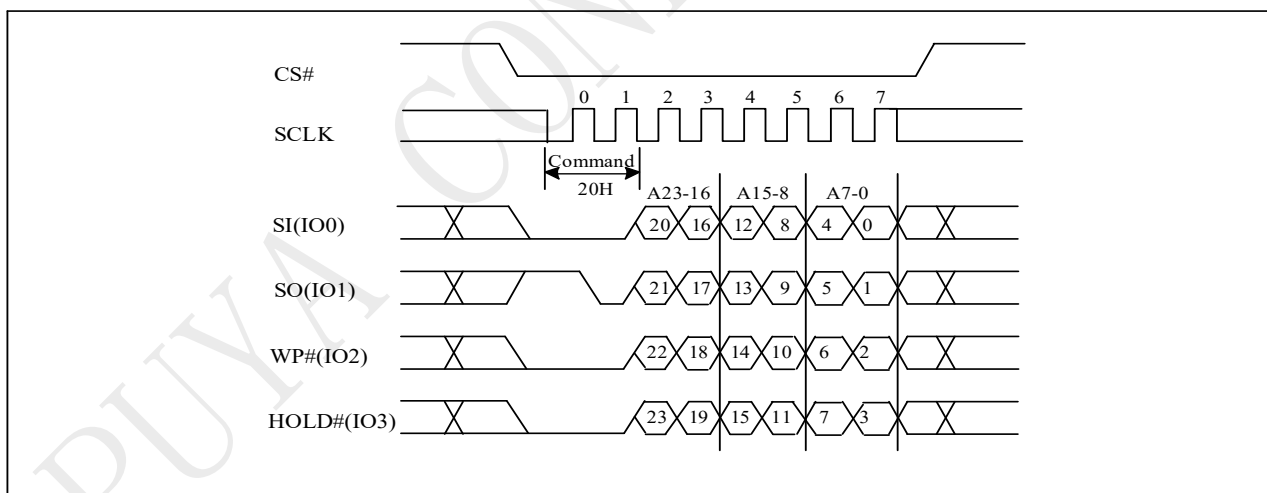 PUYA CON
CS#
0 1 2 3 4 5 6 7
SCLK
Command
20H
A23-16 A15-8 A7-0
SI(IO0) 20 16 12 8 4 0
SO(IO1) 21 17 13 9 5 1
WP#(IO2) 22 18 14 10 6 2
HOLD#(IO3) 23 19 15 11 7 3